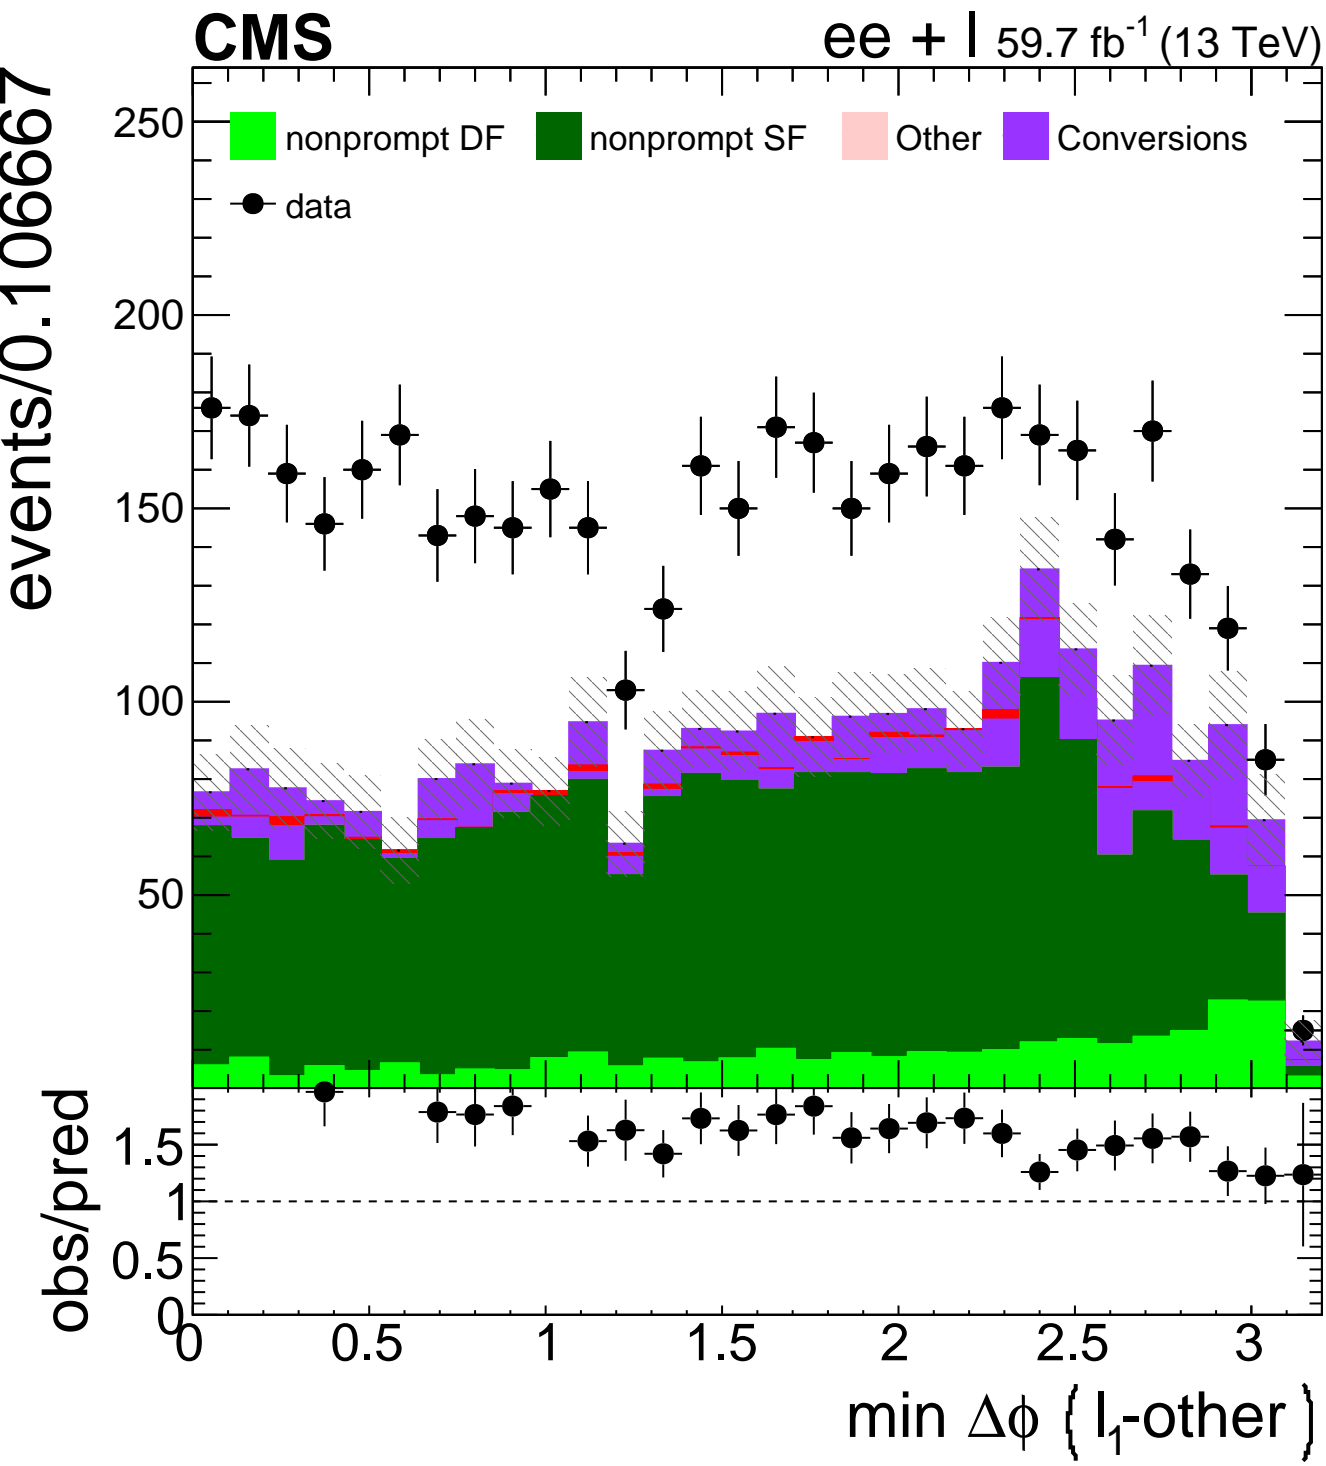 CMS ee + l 59.7 fb⁻¹ (13 TeV)
events/0.106667
250
200
150
100
50
nonprompt DF nonprompt SF Other Conversions
data
obs/pred
1.5
1
0.5
0
0 0.5 1 1.5 2 2.5 3
min Δϕ { l₁-other }